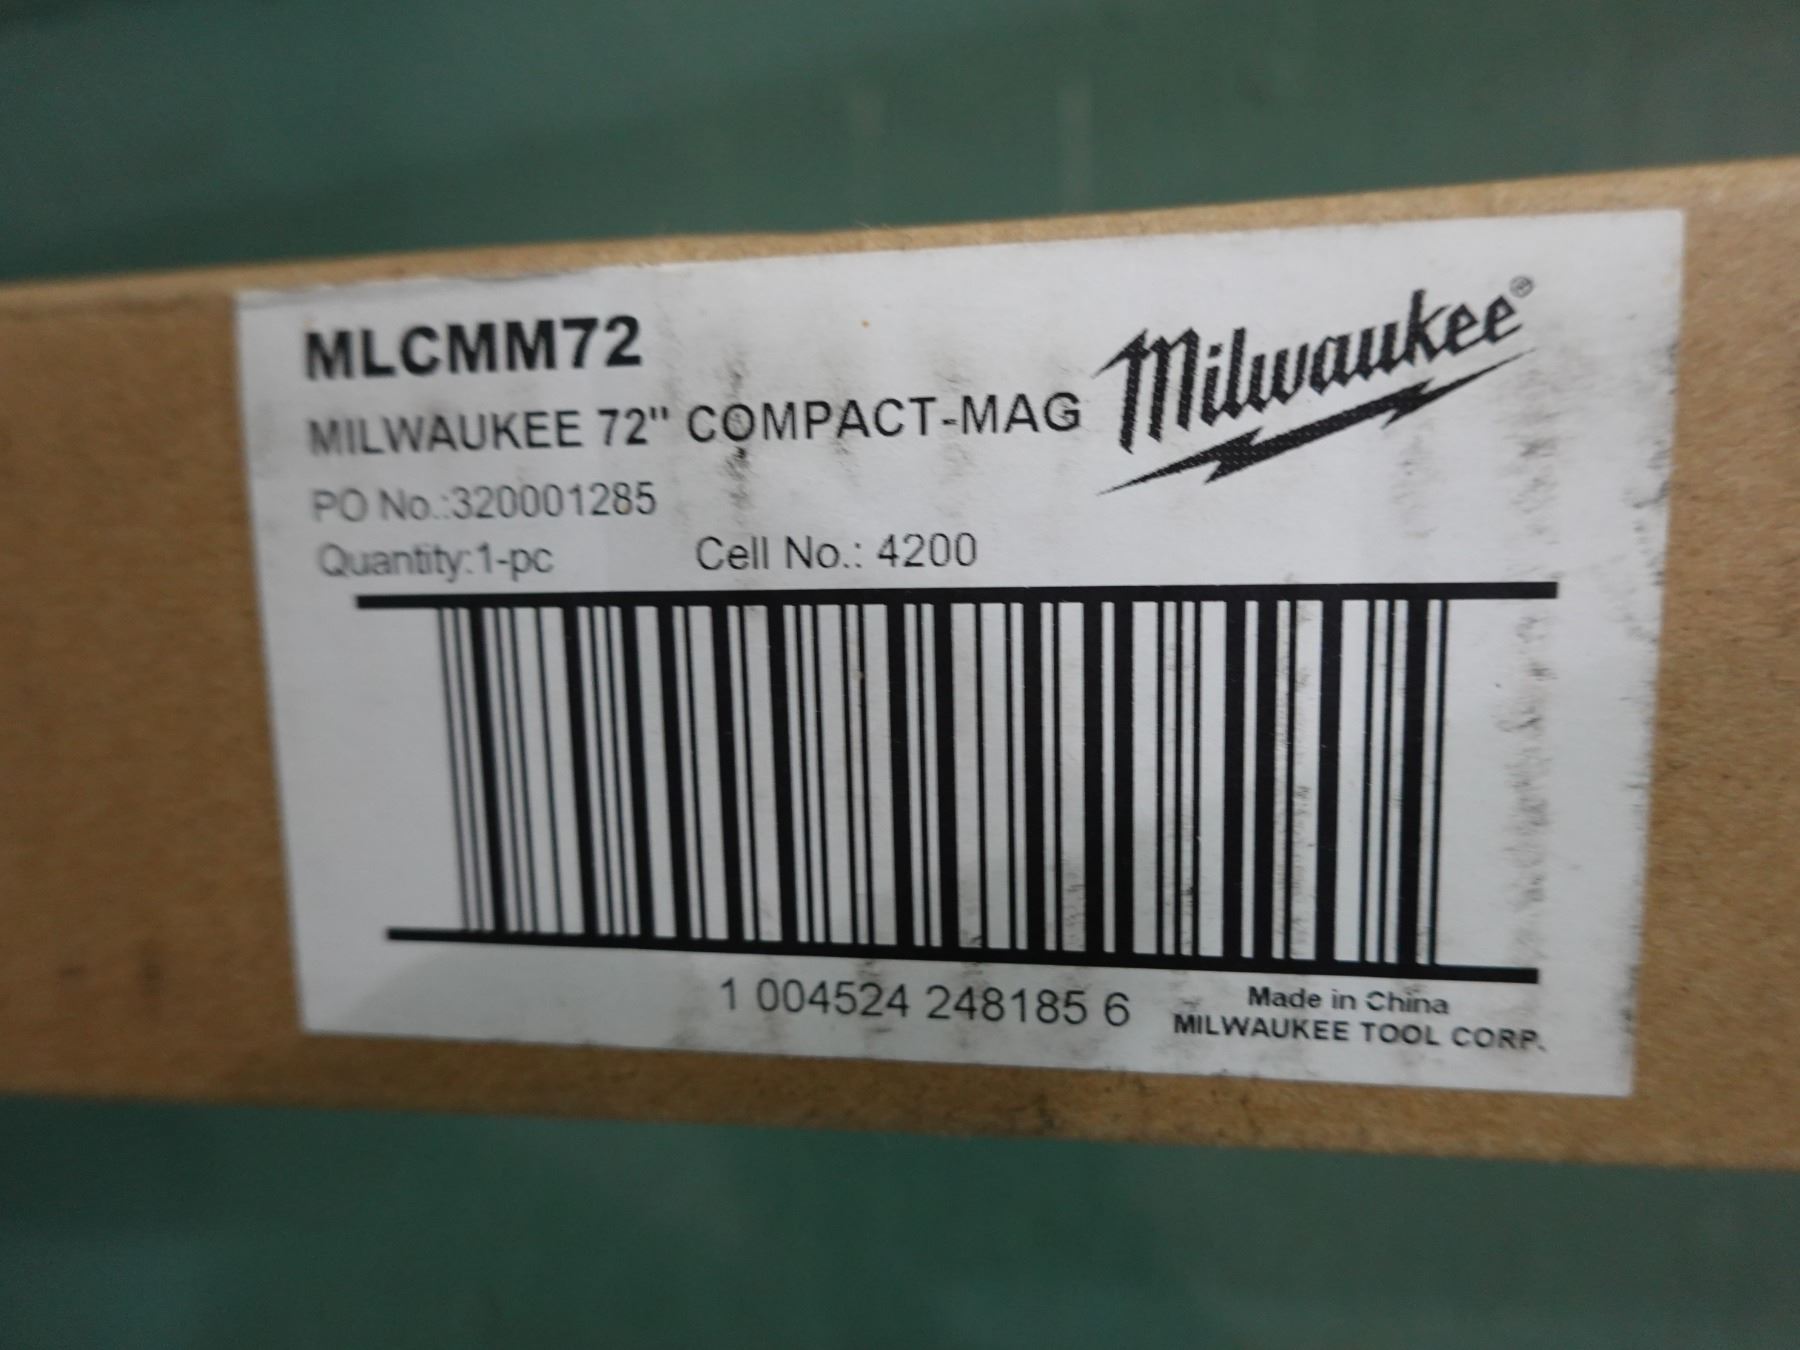 MLCMM72
Milwaukee®
MILWAUKEE 72" COMPACT-MAG
PO No.:320001285
Quantity:1-pc Cell No.: 4200
1 004524 248185 6
Made in China
MILWAUKEE TOOL CORP.